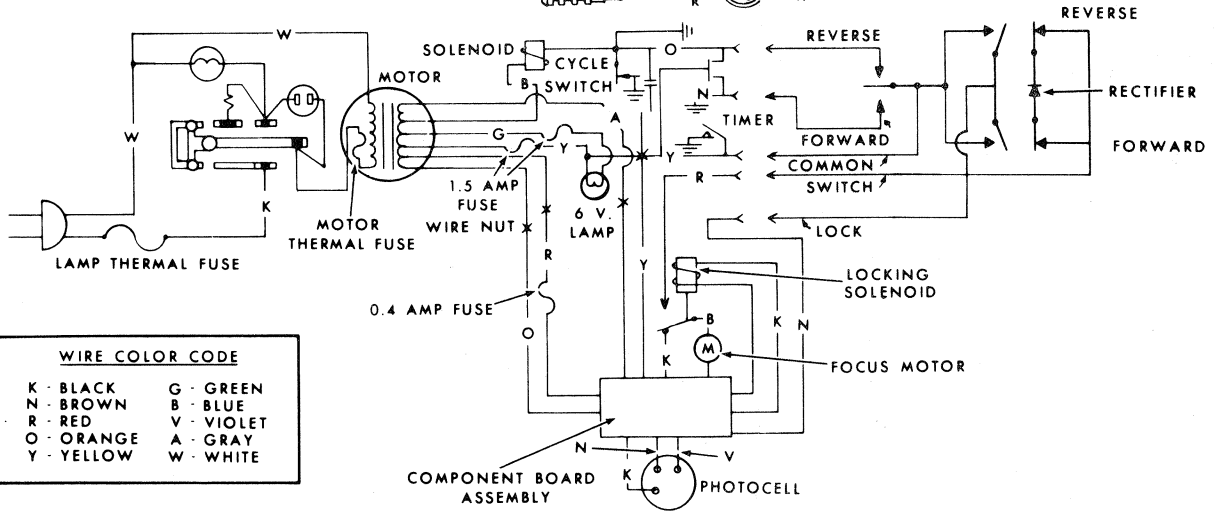 R
W
SOLENOID
CYCLE
SWITCH
B
MOTOR
O
N
A
TIMER
REVERSE
REVERSE
RECTIFIER
FORWARD
FORWARD
COMMON
SWITCH
LOCK
W
K
G
Y
Y
R
1.5 AMP
FUSE
WIRE NUT
6 V.
LAMP
MOTOR
THERMAL FUSE
LAMP THERMAL FUSE
R
Y
0.4 AMP FUSE
O
LOCKING
SOLENOID
B
K
K
N
M
FOCUS MOTOR
WIRE COLOR CODE
K - BLACK G - GREEN
N - BROWN B - BLUE
R - RED V - VIOLET
O - ORANGE A - GRAY
Y - YELLOW W - WHITE
N
V
K
COMPONENT BOARD
ASSEMBLY
PHOTOCELL